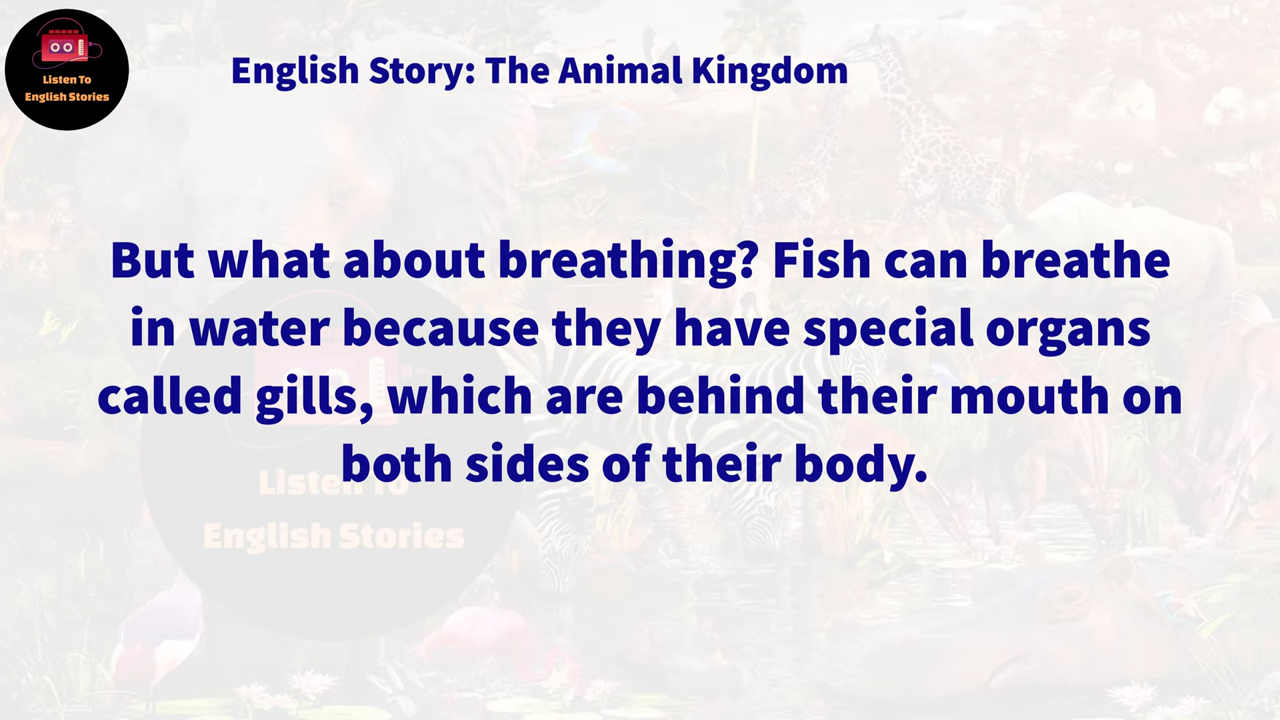 Listen To
English Stories
English Story: The Animal Kingdom
But what about breathing? Fish can breathe
in water because they have special organs
called gills, which are behind their mouth on
both sides of their body.
Listen To
English Stories